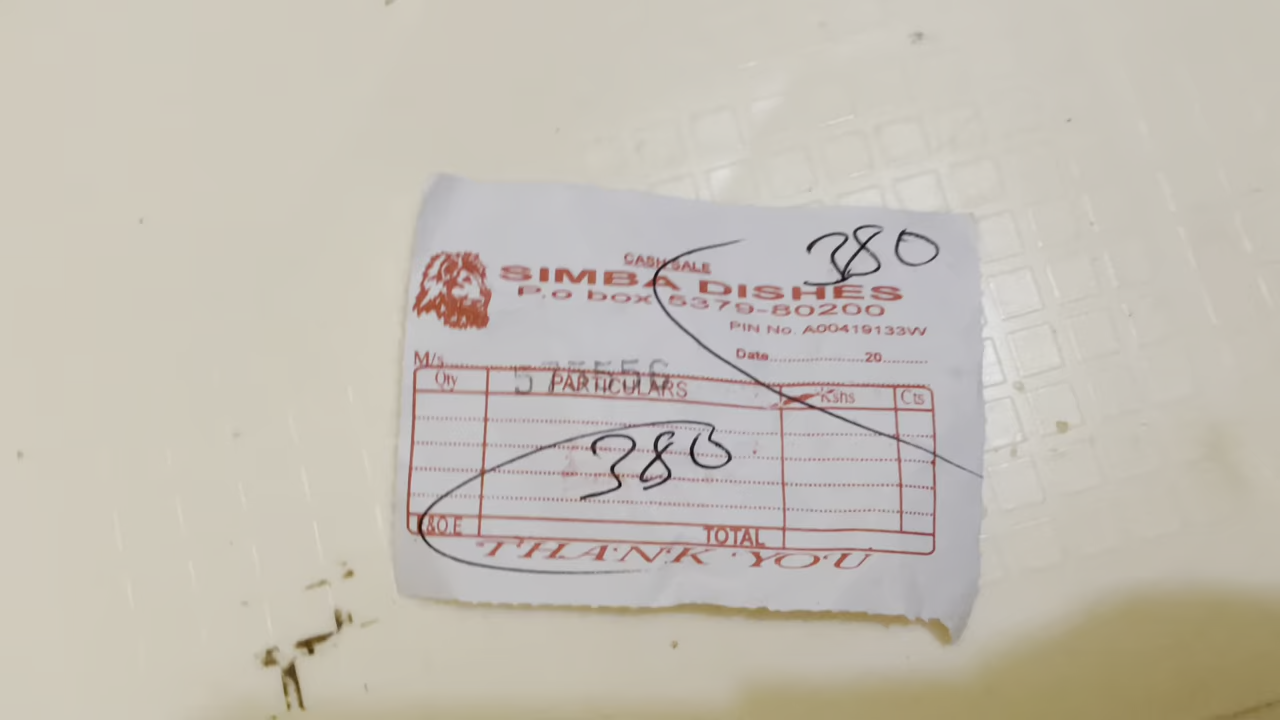 380
CASH SALE
SIMBA DISHES
P.o box 5379-80200
PIN No. A00419133W
Date....................20.........
M/s
Qty PARTICULARS Kshs Cts
380
&O.E TOTAL
THANK YOU